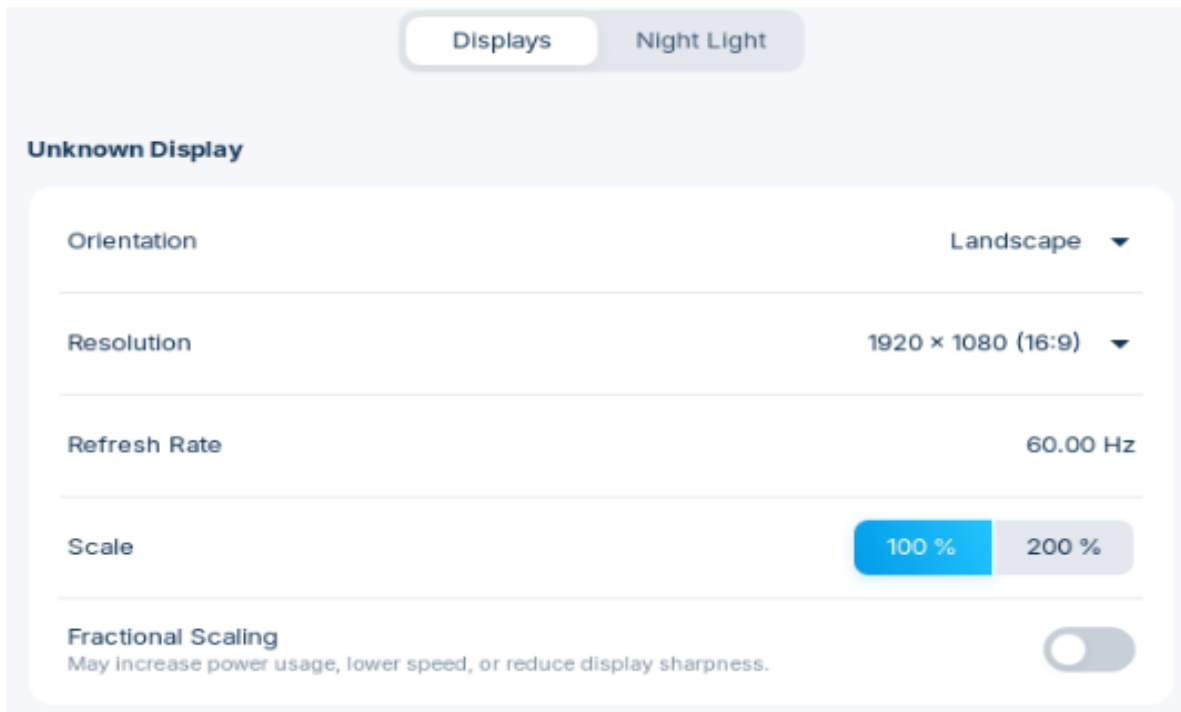 Displays Night Light
Unknown Display
Orientation Landscape
Resolution 1920 × 1080 (16:9)
Refresh Rate 60.00 Hz
Scale 100 % 200 %
Fractional Scaling
May increase power usage, lower speed, or reduce display sharpness.